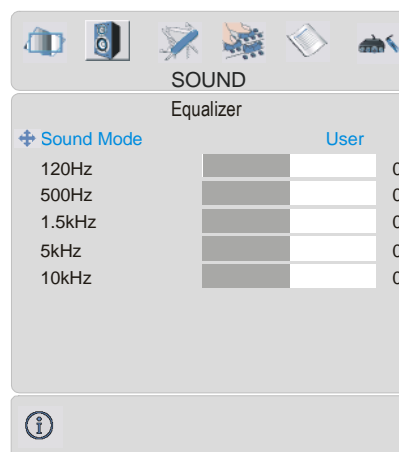 SOUND
Equalizer
Sound Mode User
120Hz 0
500Hz 0
1.5kHz 0
5kHz 0
10kHz 0